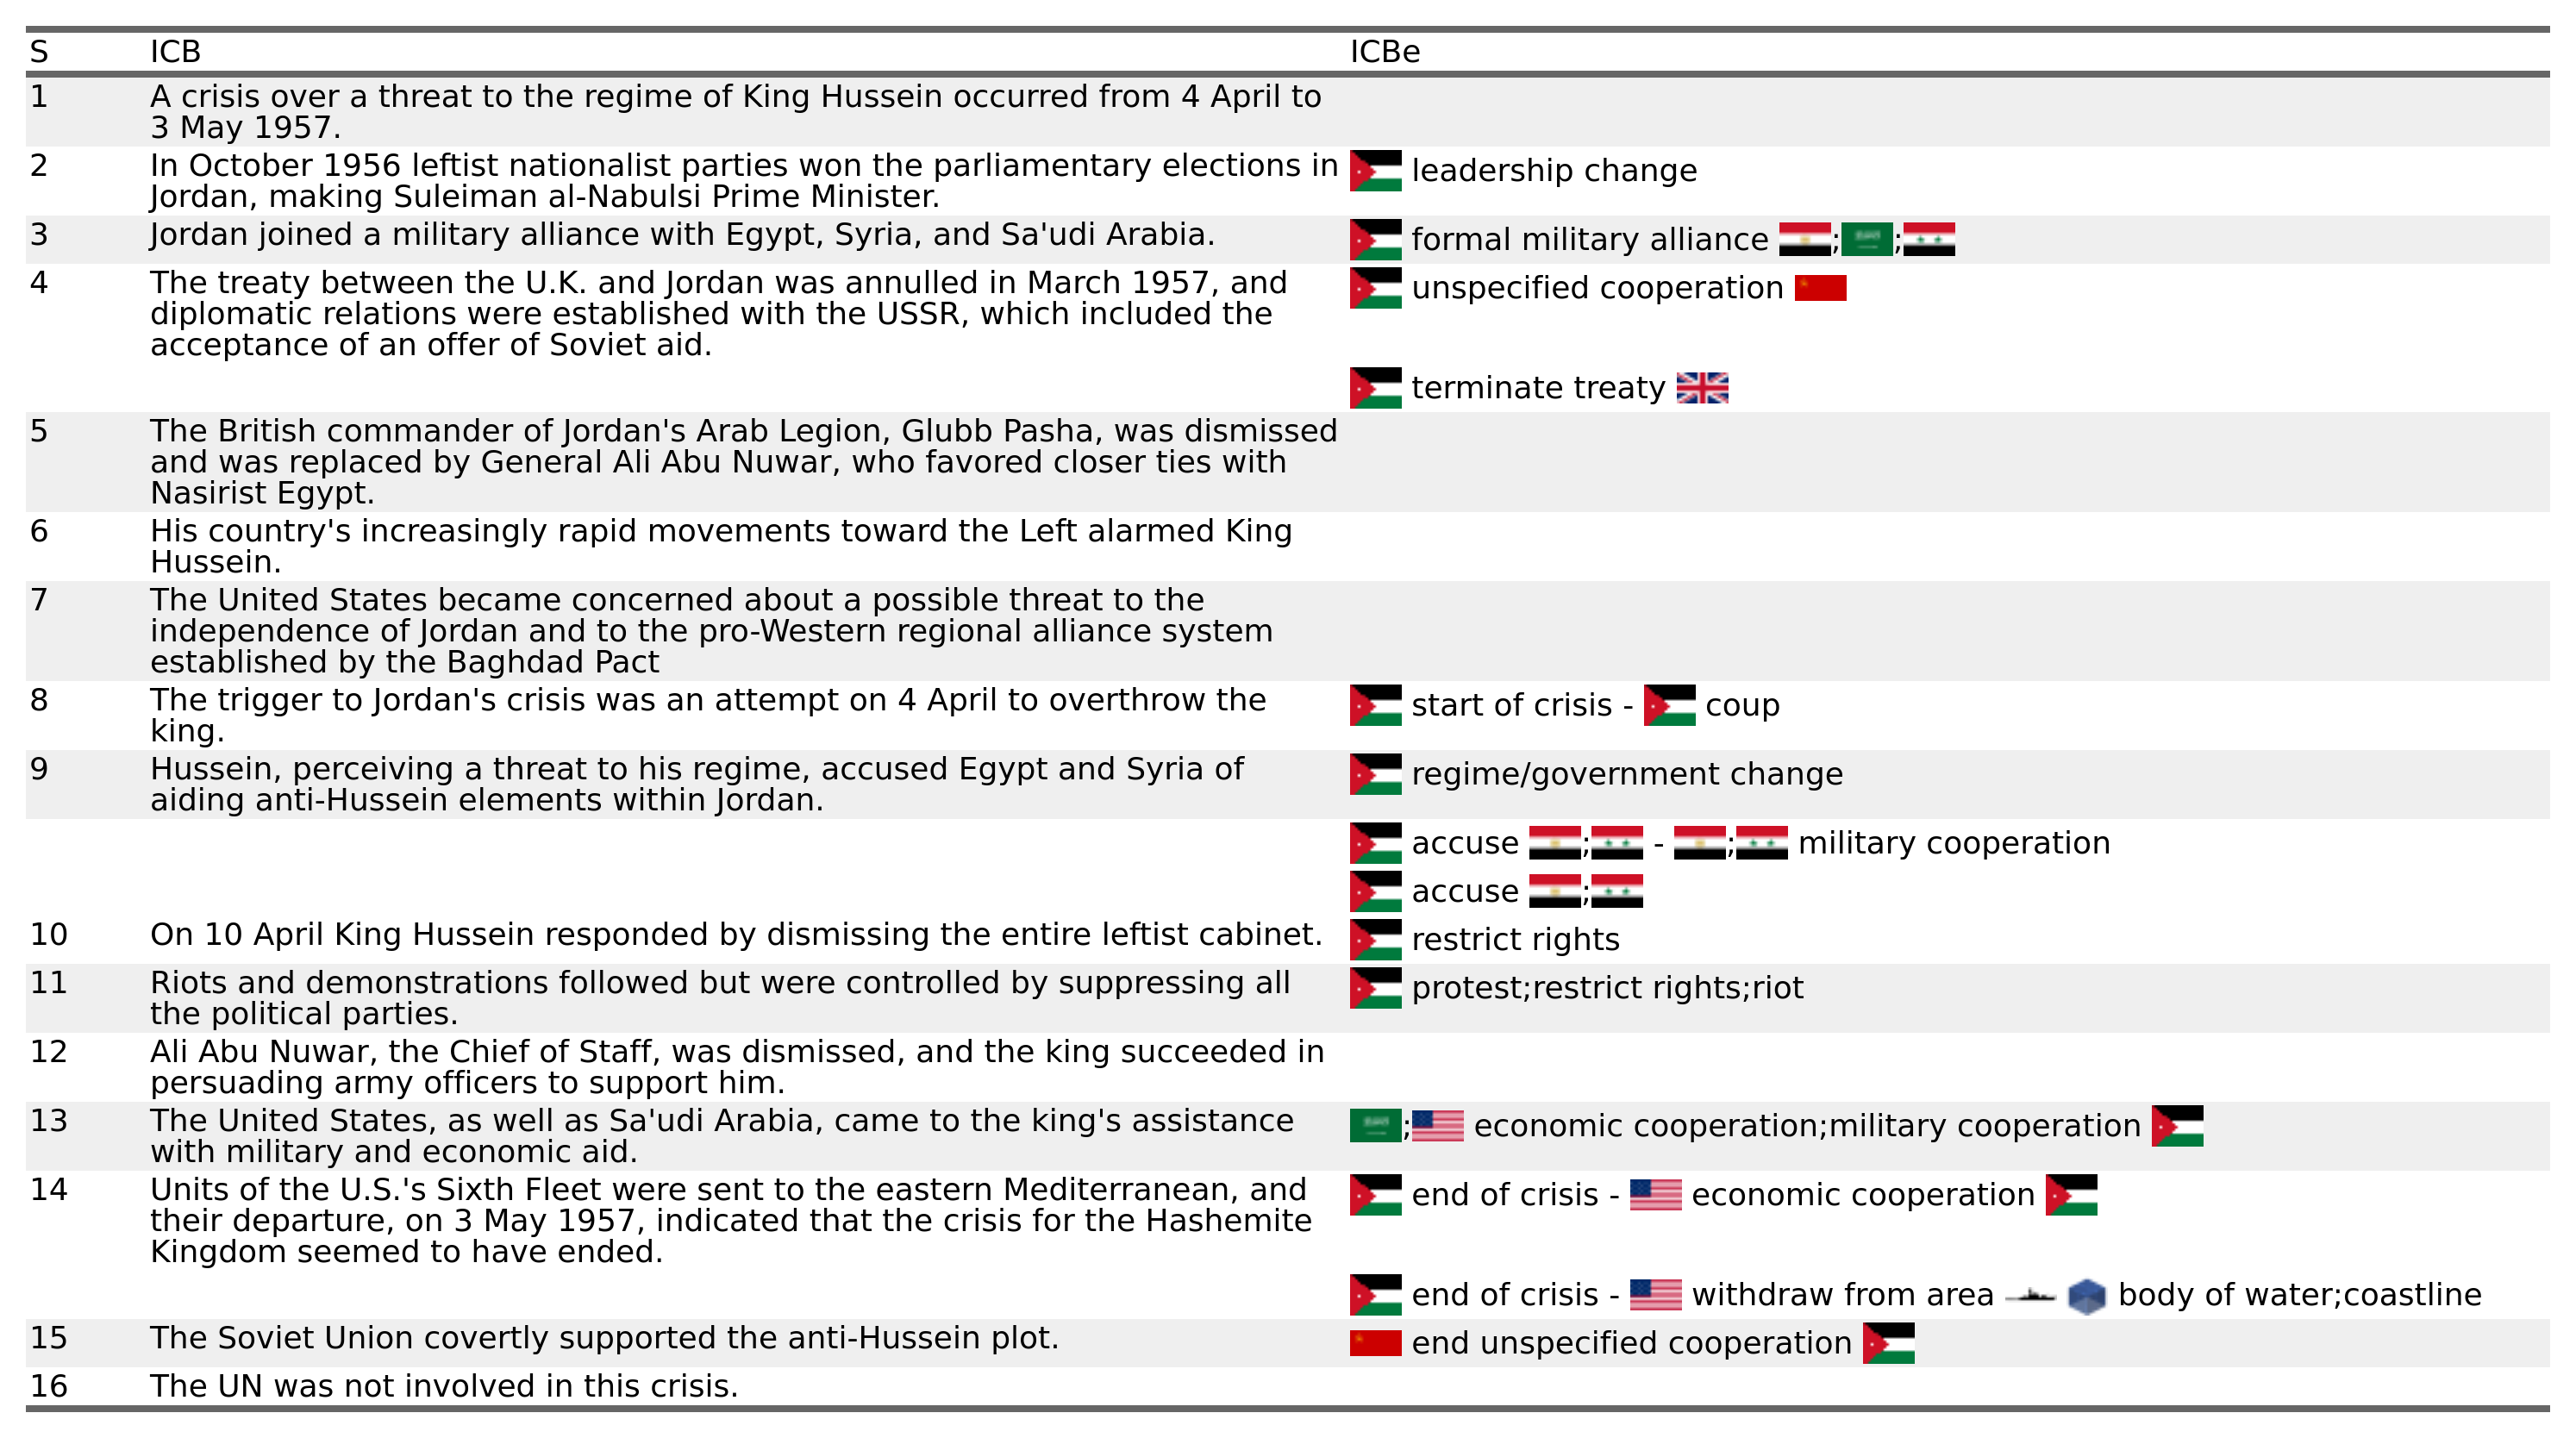 S ICB ICBe
1 A crisis over a threat to the regime of King Hussein occurred from 4 April to
3 May 1957.
2 In October 1956 leftist nationalist parties won the parliamentary elections in leadership change
Jordan, making Suleiman al-Nabulsi Prime Minister.
3 Jordan joined a military alliance with Egypt, Syria, and Sa'udi Arabia. formal military alliance ; ;
4 The treaty between the U.K. and Jordan was annulled in March 1957, and unspecified cooperation
diplomatic relations were established with the USSR, which included the
acceptance of an offer of Soviet aid.
terminate treaty
5 The British commander of Jordan's Arab Legion, Glubb Pasha, was dismissed
and was replaced by General Ali Abu Nuwar, who favored closer ties with
Nasirist Egypt.
6 His country's increasingly rapid movements toward the Left alarmed King
Hussein.
7 The United States became concerned about a possible threat to the
independence of Jordan and to the pro-Western regional alliance system
established by the Baghdad Pact
8 The trigger to Jordan's crisis was an attempt on 4 April to overthrow the start of crisis - coup
king.
9 Hussein, perceiving a threat to his regime, accused Egypt and Syria of regime/government change
aiding anti-Hussein elements within Jordan.
accuse ; - ; military cooperation
accuse ;
10 On 10 April King Hussein responded by dismissing the entire leftist cabinet. restrict rights
11 Riots and demonstrations followed but were controlled by suppressing all protest;restrict rights;riot
the political parties.
12 Ali Abu Nuwar, the Chief of Staff, was dismissed, and the king succeeded in
persuading army officers to support him.
13 The United States, as well as Sa'udi Arabia, came to the king's assistance ; economic cooperation;military cooperation
with military and economic aid.
14 Units of the U.S.'s Sixth Fleet were sent to the eastern Mediterranean, and end of crisis - economic cooperation
their departure, on 3 May 1957, indicated that the crisis for the Hashemite
Kingdom seemed to have ended.
end of crisis - withdraw from area body of water;coastline
15 The Soviet Union covertly supported the anti-Hussein plot. end unspecified cooperation
16 The UN was not involved in this crisis.